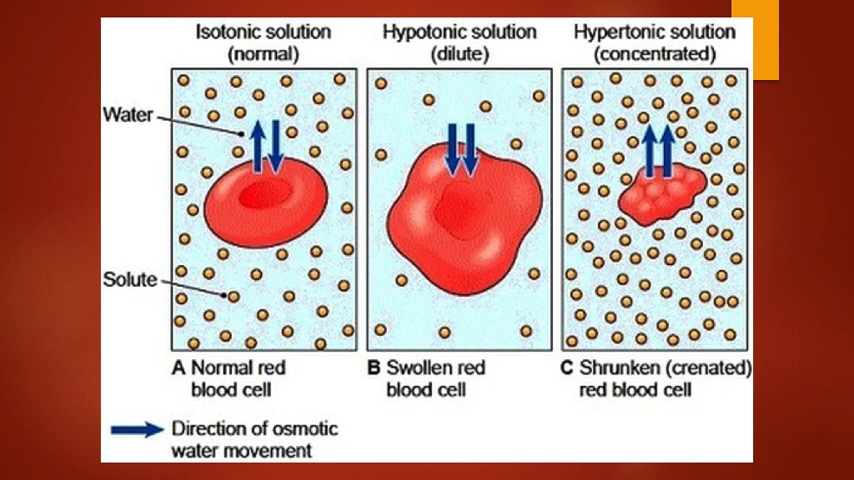 Isotonic solution
(normal)
Hypotonic solution
(dilute)
Hypertonic solution
(concentrated)
Water
Solute
A Normal red
blood cell
B Swollen red
blood cell
C Shrunken (crenated)
red blood cell
Direction of osmotic
water movement